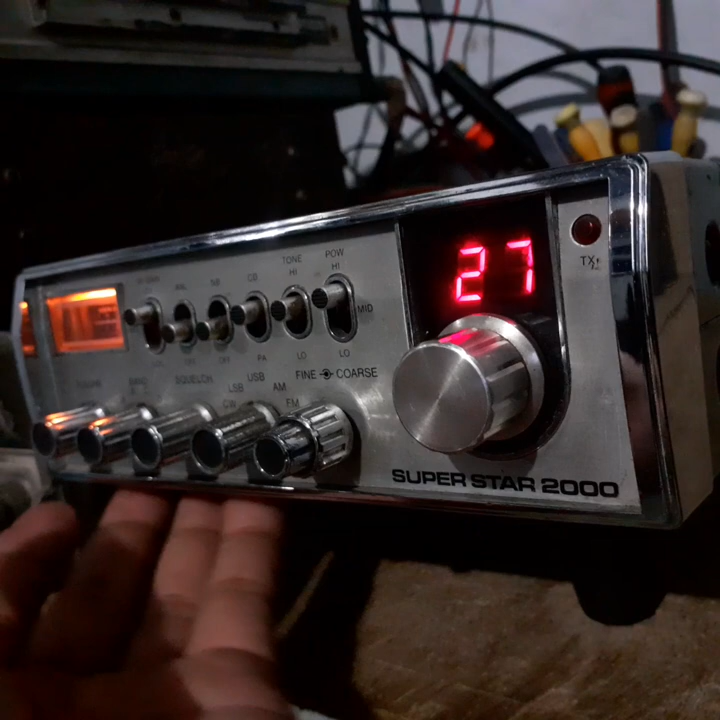 27
TX
TONE
HI
POW
HI
CB
NB
ANL
MID
PA
LO
LO
SQUELCH
USB
LSB
CW
AM
FM
FINE COARSE
SUPER STAR 2000